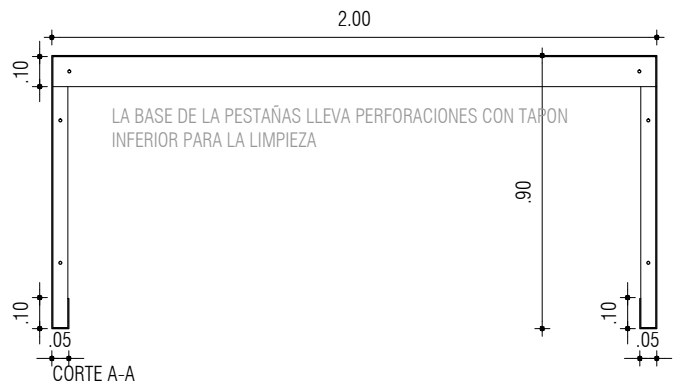 2.00
.10
LA BASE DE LA PESTAÑAS LLEVA PERFORACIONES CON TAPON
INFERIOR PARA LA LIMPIEZA
.90
.10
.10
.05
.05
CORTE A-A